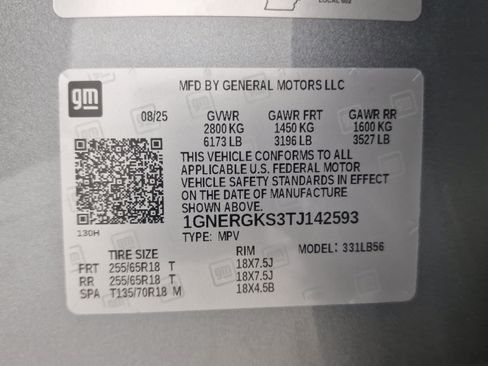 LOCAL 602
gm
MFD BY GENERAL MOTORS LLC
08/25 GVWR GAWR FRT GAWR RR
2800 KG 1450 KG 1600 KG
6173 LB 3196 LB 3527 LB
THIS VEHICLE CONFORMS TO ALL
APPLICABLE U.S. FEDERAL MOTOR
VEHICLE SAFETY STANDARDS IN EFFECT
ON THE DATE OF MANUFACTURE
SHOWN ABOVE.
1GNERGKS3TJ142593
130H
TYPE: MPV MODEL: 331LB56
TIRE SIZE RIM
FRT 255/65R18 T 18X7.5J
RR 255/65R18 T 18X7.5J
SPA T135/70R18 M 18X4.5B